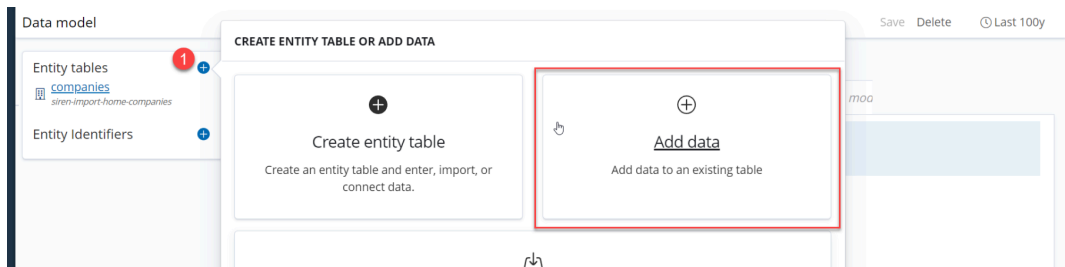 Data model
Save Delete Last 100y
CREATE ENTITY TABLE OR ADD DATA
1
Entity tables
companies
siren-import-home-companies
Entity Identifiers
Create entity table
Create an entity table and enter, import, or
connect data.
Add data
Add data to an existing table